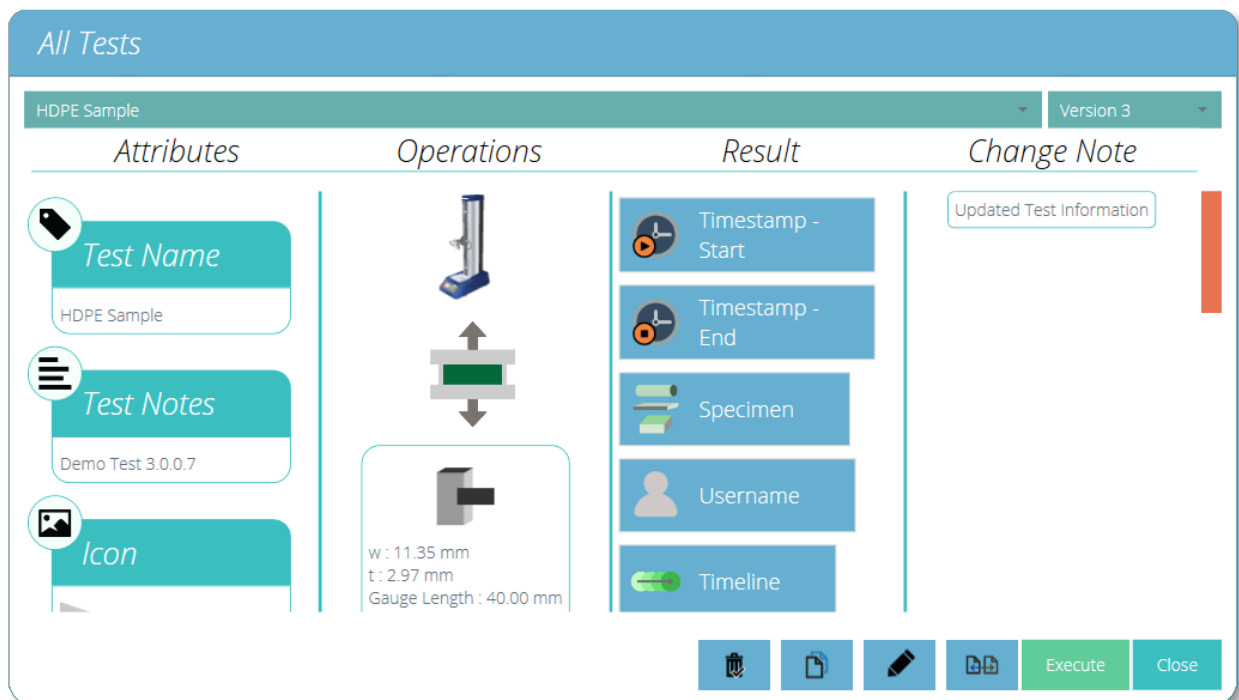 All Tests
HDPE Sample
Version 3
Attributes
Operations
Result
Change Note
Test Name
HDPE Sample
Test Notes
Demo Test 3.0.0.7
Icon
w : 11.35 mm
t : 2.97 mm
Gauge Length : 40.00 mm
Timestamp -
Start
Timestamp -
End
Specimen
Username
Timeline
Updated Test Information
Execute
Close